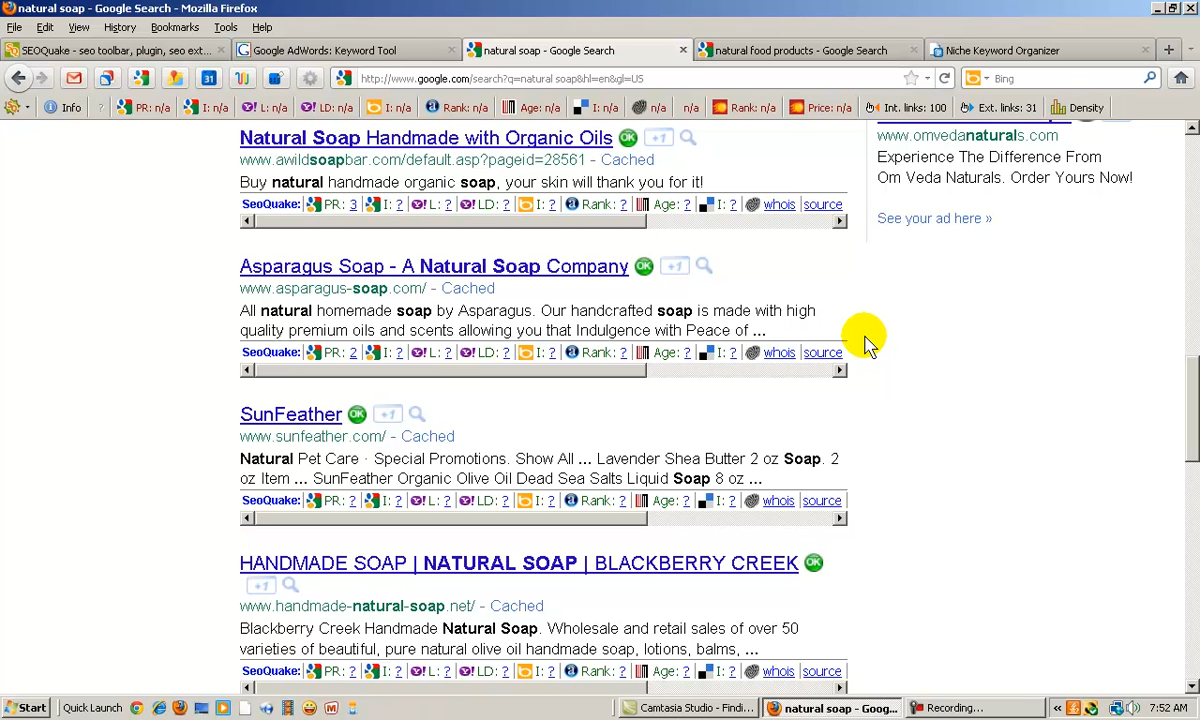 natural soap - Google Search - Mozilla Firefox
File Edit View History Bookmarks Tools Help
SEOQuake - seo toolbar, plugin, seo ext...
Google AdWords: Keyword Tool
natural soap - Google Search
natural food products - Google Search
Niche Keyword Organizer
http://www.google.com/search?q=natural soap&hl=en&gl=US
Bing
Info ? PR: n/a I: n/a L: n/a LD: n/a I: n/a Rank: n/a Age: n/a I: n/a n/a n/a Rank: n/a Price: n/a Int. links: 100 Ext. links: 31 Density
Natural Soap Handmade with Organic Oils OK +1
www.awildsoapbar.com/default.asp?pageid=28561 - Cached
Buy natural handmade organic soap, your skin will thank you for it!
SeoQuake: PR: 3 I: ? L: ? LD: ? I: ? Rank: ? Age: ? I: ? whois source
www.omvedanaturals.com
Experience The Difference From
Om Veda Naturals. Order Yours Now!
See your ad here »
Asparagus Soap - A Natural Soap Company OK +1
www.asparagus-soap.com/ - Cached
All natural homemade soap by Asparagus. Our handcrafted soap is made with high
quality premium oils and scents allowing you that Indulgence with Peace of ...
SeoQuake: PR: 2 I: ? L: ? LD: ? I: ? Rank: ? Age: ? I: ? whois source
SunFeather OK +1
www.sunfeather.com/ - Cached
Natural Pet Care · Special Promotions. Show All ... Lavender Shea Butter 2 oz Soap. 2
oz Item ... SunFeather Organic Olive Oil Dead Sea Salts Liquid Soap 8 oz ...
SeoQuake: PR: ? I: ? L: ? LD: ? I: ? Rank: ? Age: ? I: ? whois source
HANDMADE SOAP | NATURAL SOAP | BLACKBERRY CREEK OK
+1
www.handmade-natural-soap.net/ - Cached
Blackberry Creek Handmade Natural Soap. Wholesale and retail sales of over 50
varieties of beautiful, pure natural olive oil handmade soap, lotions, balms, ...
SeoQuake: PR: ? I: ? L: ? LD: ? I: ? Rank: ? Age: ? I: ? whois source
Start Quick Launch Camtasia Studio - Findi... natural soap - Goog... Recording... 7:52 AM